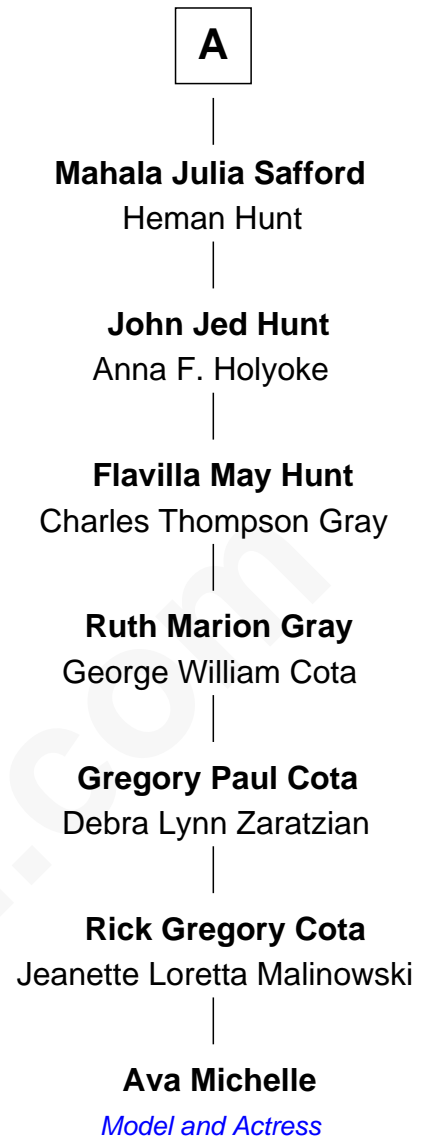 A
Mahala Julia Safford
Heman Hunt
John Jed Hunt
Anna F. Holyoke
Flavilla May Hunt
Charles Thompson Gray
Ruth Marion Gray
George William Cota
Gregory Paul Cota
Debra Lynn Zaratzian
Rick Gregory Cota
Jeanette Loretta Malinowski
Ava Michelle
Model and Actress
.com